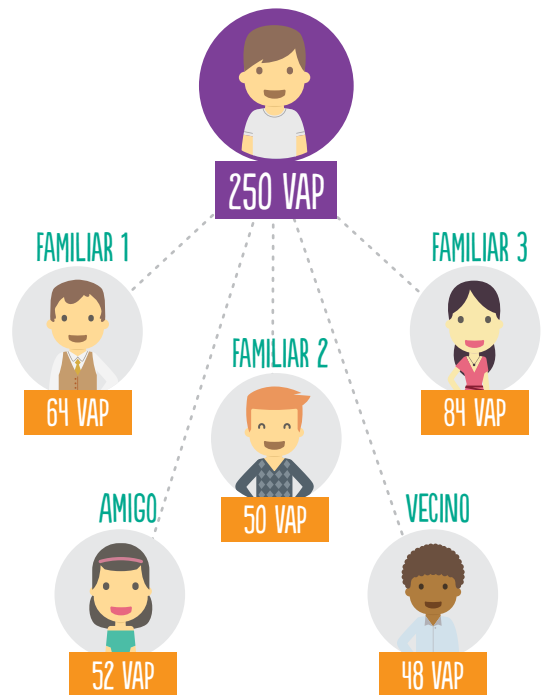 250 VAP
FAMILIAR 1
64 VAP
FAMILIAR 3
84 VAP
FAMILIAR 2
50 VAP
AMIGO
52 VAP
VECINO
48 VAP